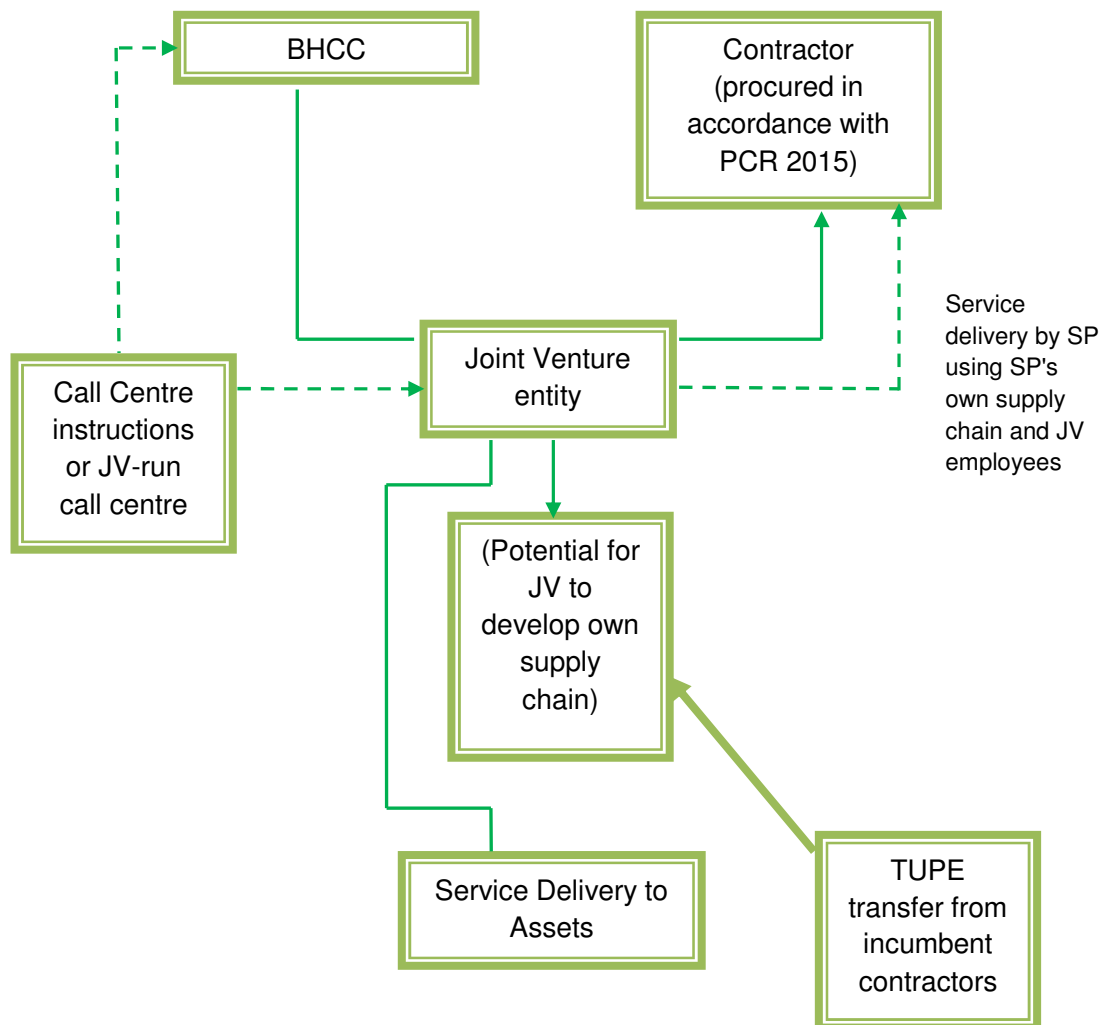 BHCC
Contractor
(procured in
accordance with
PCR 2015)
Service
delivery by SP
using SP's
own supply
chain and JV
employees
Joint Venture
entity
Call Centre
instructions
or JV-run
call centre
(Potential for
JV to
develop own
supply
chain)
Service Delivery to
Assets
TUPE
transfer from
incumbent
contractors